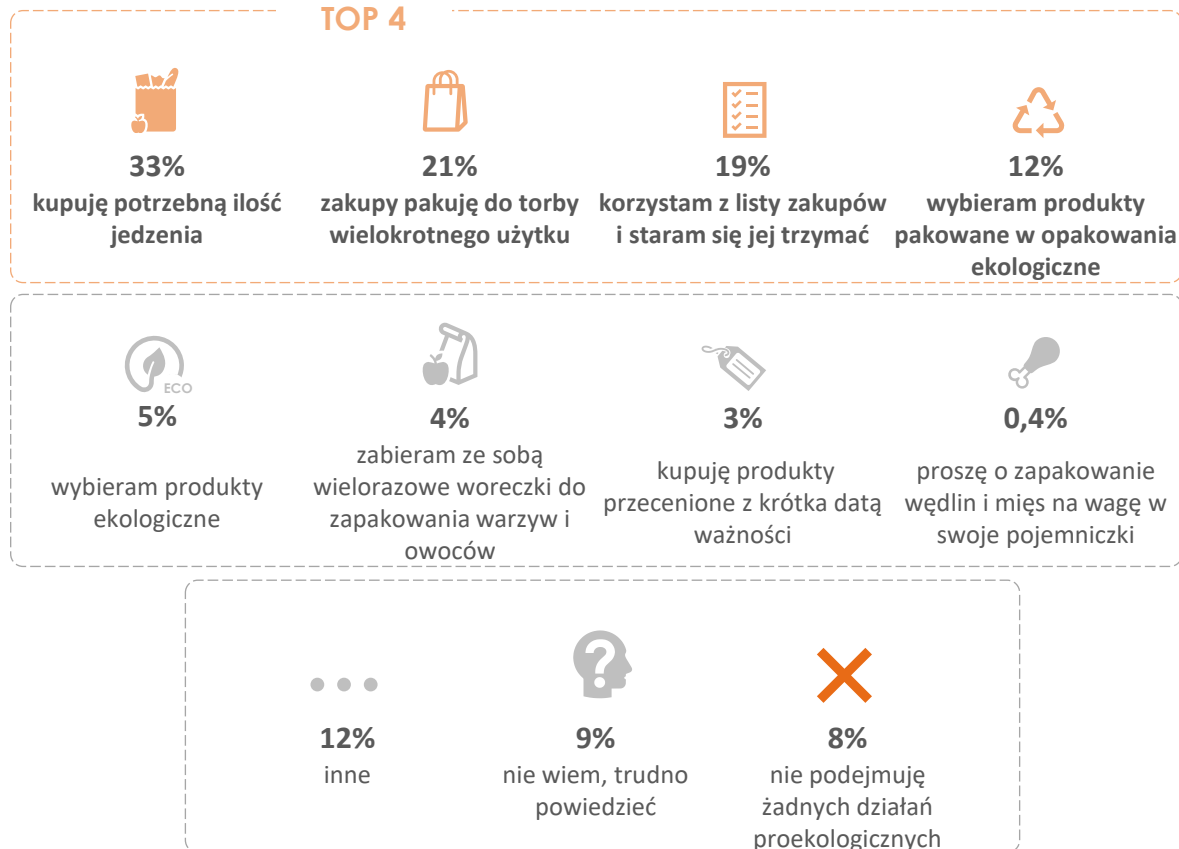 TOP 4
33%
kupuję potrzebną ilość
jedzenia
21%
zakupy pakuję do torby
wielokrotnego użytku
19%
korzystam z listy zakupów
i staram się jej trzymać
12%
wybieram produkty
pakowane w opakowania
ekologiczne
ECO
5%
wybieram produkty
ekologiczne
4%
zabieram ze sobą
wielorazowe woreczki do
zapakowania warzyw i
owoców
3%
kupuję produkty
przecenione z krótka datą
ważności
0,4%
proszę o zapakowanie
wędlin i mięs na wagę w
swoje pojemniczki
12%
inne
9%
nie wiem, trudno
powiedzieć
8%
nie podejmuję
żadnych działań
proekologicznych